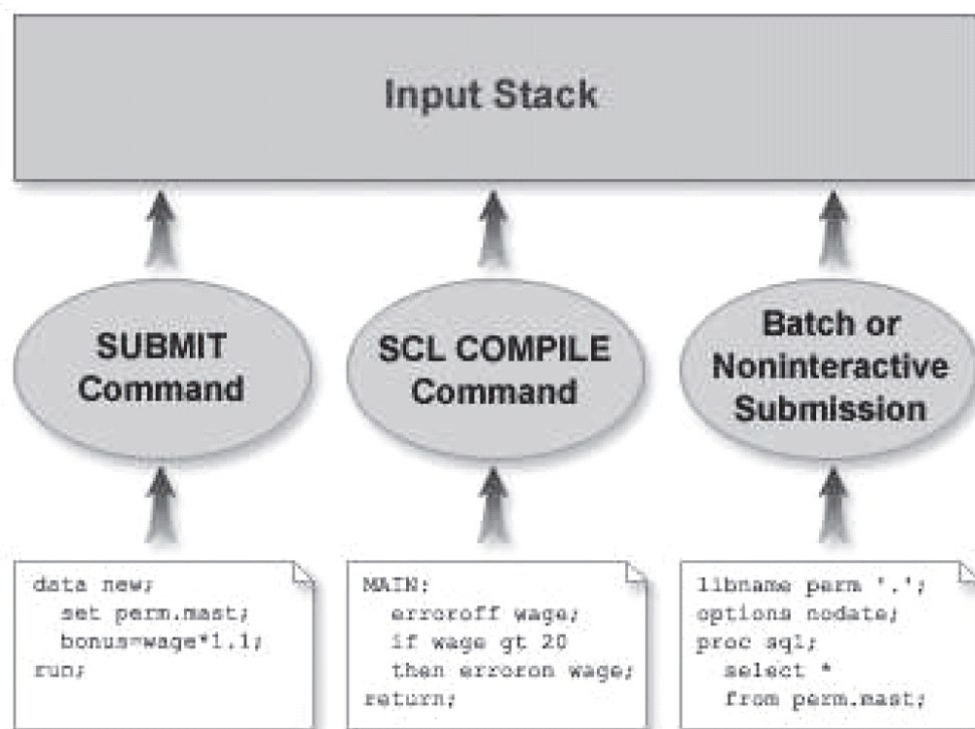 Input Stack
SUBMIT
Command
SCL COMPILE
Command
Batch or
Noninteractive
Submission
data new;
set perm.mast;
bonus=wage*1.1;
run;
MAIN:
erroroff wage;
if wage gt 20
then erroron wage;
return;
libname perm '.';
options nodate;
proc sql;
select *
from perm.mast;